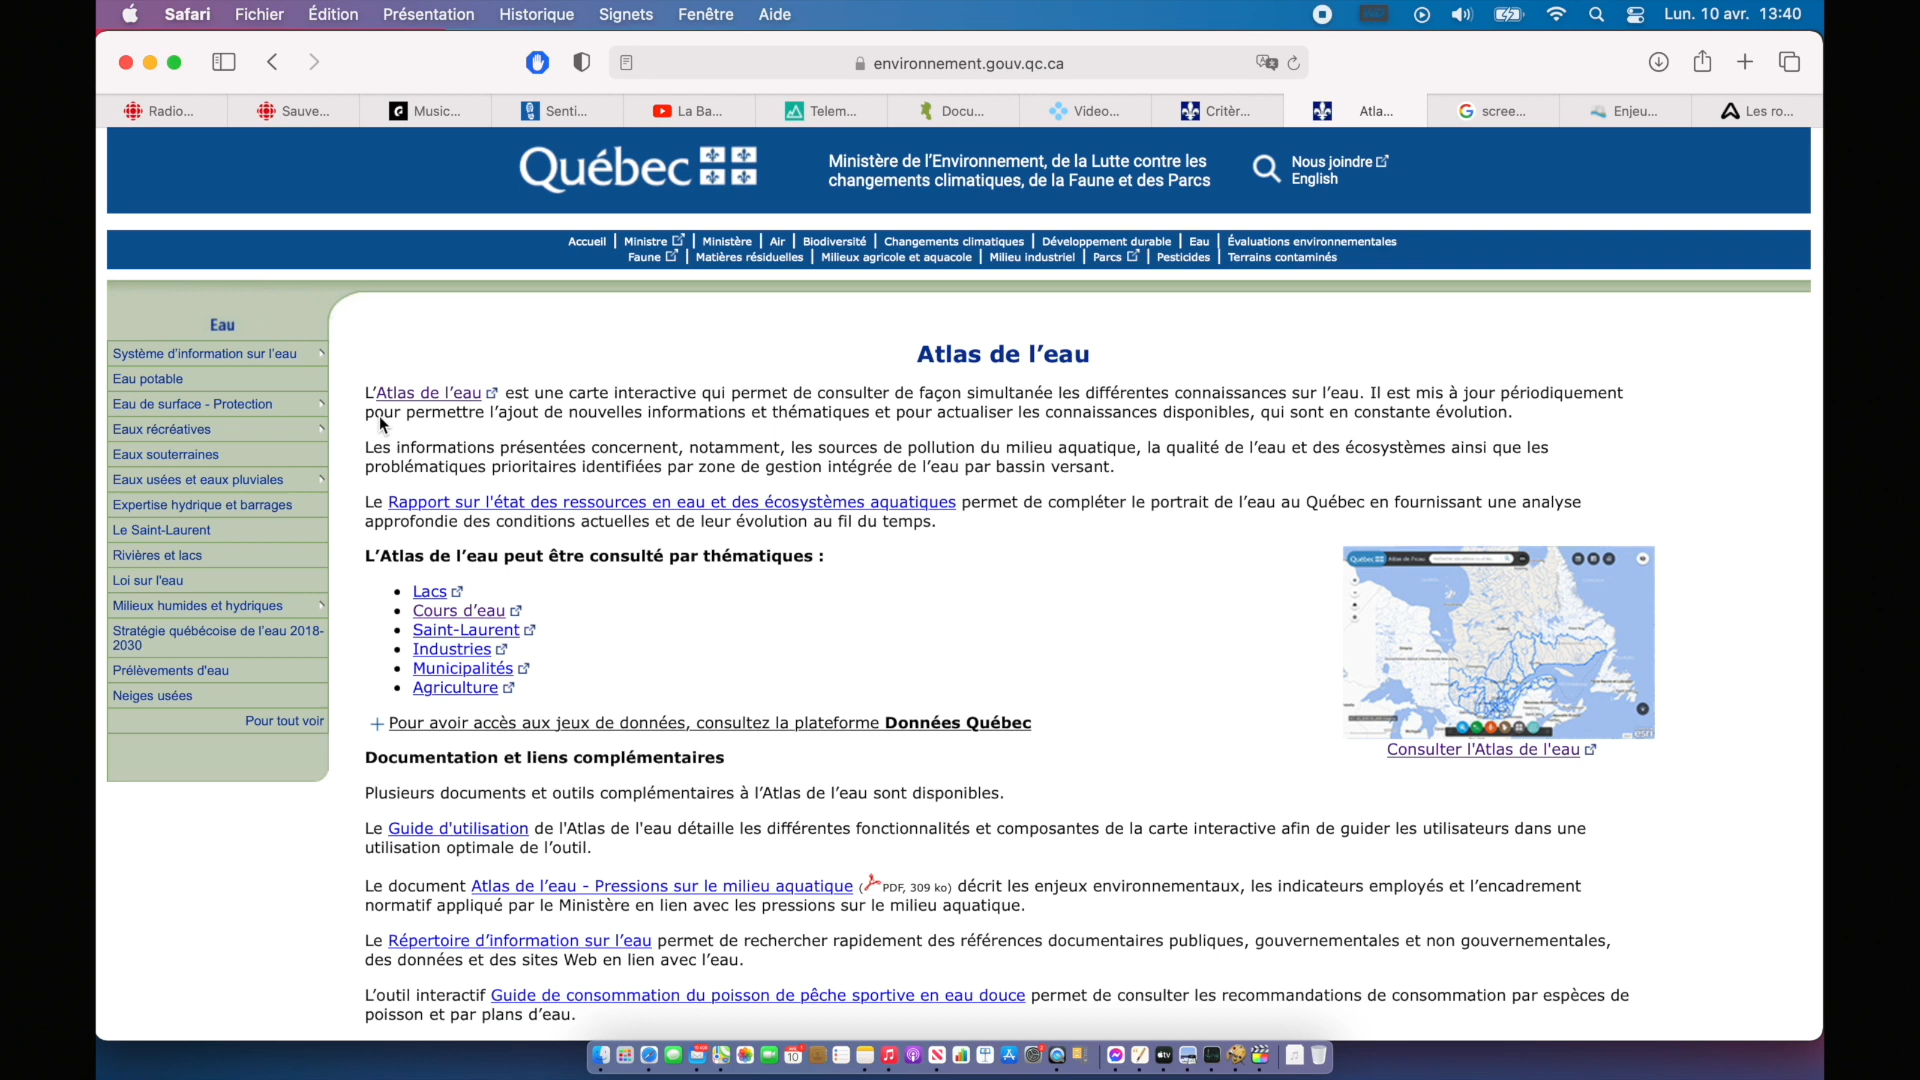 Safari Fichier Édition Présentation Historique Signets Fenêtre Aide
Lun. 10 avr. 13:40
environnement.gouv.qc.ca
Radio... Sauve... Music... Senti... La Ba... Telem... Docu... Video... Critèr... Atla... scree... Enjeu... Les ro...
Québec
Ministère de l'Environnement, de la Lutte contre les
changements climatiques, de la Faune et des Parcs
Nous joindre
English
Accueil | Ministre | Ministère | Air | Biodiversité | Changements climatiques | Développement durable | Eau | Évaluations environnementales
Faune | Matières résiduelles | Milieux agricole et aquacole | Milieu industriel | Parcs | Pesticides | Terrains contaminés
Eau
Système d'information sur l'eau
Eau potable
Eau de surface - Protection
Eaux récréatives
Eaux souterraines
Eaux usées et eaux pluviales
Expertise hydrique et barrages
Le Saint-Laurent
Rivières et lacs
Loi sur l'eau
Milieux humides et hydriques
Stratégie québécoise de l'eau 2018-
2030
Prélèvements d'eau
Neiges usées
Pour tout voir
Atlas de l'eau
L'Atlas de l'eau est une carte interactive qui permet de consulter de façon simultanée les différentes connaissances sur l'eau. Il est mis à jour périodiquement
pour permettre l'ajout de nouvelles informations et thématiques et pour actualiser les connaissances disponibles, qui sont en constante évolution.
Les informations présentées concernent, notamment, les sources de pollution du milieu aquatique, la qualité de l'eau et des écosystèmes ainsi que les
problématiques prioritaires identifiées par zone de gestion intégrée de l'eau par bassin versant.
Le Rapport sur l'état des ressources en eau et des écosystèmes aquatiques permet de compléter le portrait de l'eau au Québec en fournissant une analyse
approfondie des conditions actuelles et de leur évolution au fil du temps.
L'Atlas de l'eau peut être consulté par thématiques :
• Lacs
• Cours d'eau
• Saint-Laurent
• Industries
• Municipalités
• Agriculture
Québec Atlas de l'eau
esri
Consulter l'Atlas de l'eau
+ Pour avoir accès aux jeux de données, consultez la plateforme Données Québec
Documentation et liens complémentaires
Plusieurs documents et outils complémentaires à l'Atlas de l'eau sont disponibles.
Le Guide d'utilisation de l'Atlas de l'eau détaille les différentes fonctionnalités et composantes de la carte interactive afin de guider les utilisateurs dans une
utilisation optimale de l'outil.
Le document Atlas de l'eau - Pressions sur le milieu aquatique (PDF, 309 ko) décrit les enjeux environnementaux, les indicateurs employés et l'encadrement
normatif appliqué par le Ministère en lien avec les pressions sur le milieu aquatique.
Le Répertoire d'information sur l'eau permet de rechercher rapidement des références documentaires publiques, gouvernementales et non gouvernementales,
des données et des sites Web en lien avec l'eau.
L'outil interactif Guide de consommation du poisson de pêche sportive en eau douce permet de consulter les recommandations de consommation par espèces de
poisson et par plans d'eau.